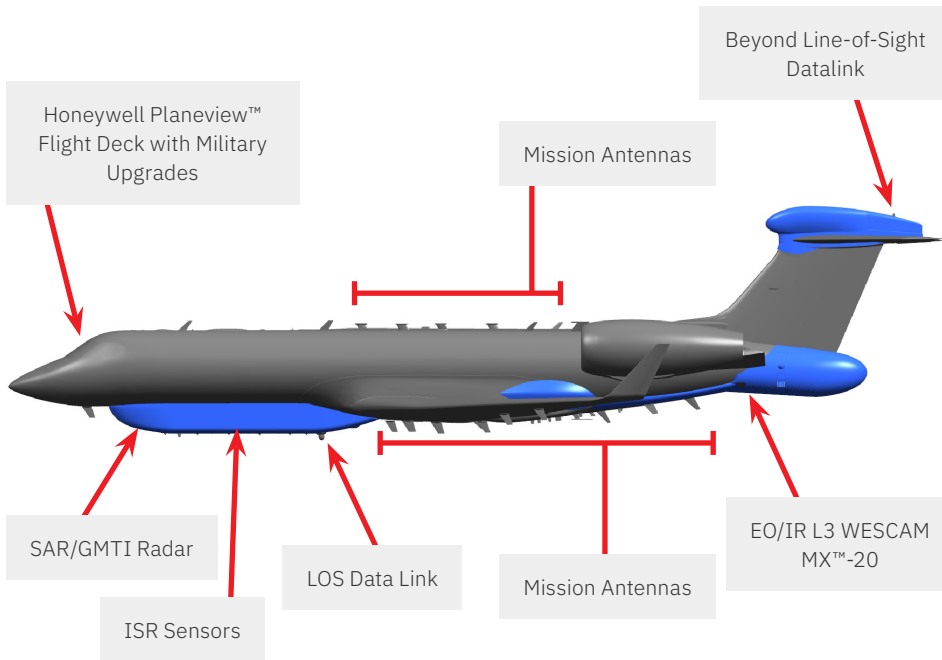 Beyond Line-of-Sight
Datalink
Honeywell Planeview™
Flight Deck with Military
Upgrades
Mission Antennas
SAR/GMTI Radar
ISR Sensors
LOS Data Link
Mission Antennas
EO/IR L3 WESCAM
MX™-20